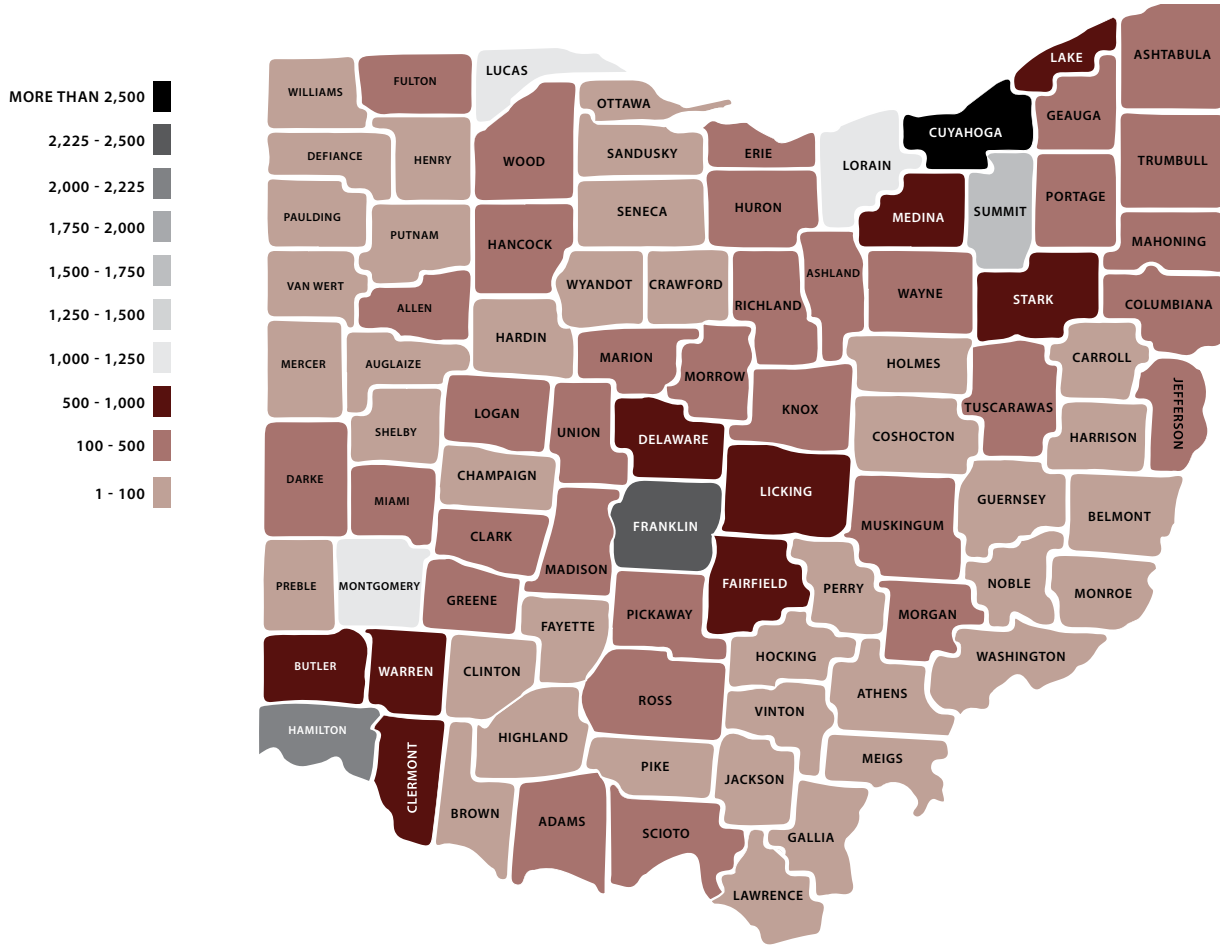 MORE THAN 2,500
2,225 - 2,500
2,000 - 2,225
1,750 - 2,000
1,500 - 1,750
1,250 - 1,500
1,000 - 1,250
500 - 1,000
100 - 500
1 - 100
WILLIAMS
FULTON
LUCAS
OTTAWA
LAKE
ASHTABULA
GEAUGA
CUYAHOGA
DEFIANCE
HENRY
WOOD
SANDUSKY
ERIE
LORAIN
TRUMBULL
PAULDING
PUTNAM
HANCOCK
SENECA
HURON
MEDINA
SUMMIT
PORTAGE
MAHONING
VAN WERT
ALLEN
WYANDOT
CRAWFORD
RICHLAND
ASHLAND
WAYNE
STARK
COLUMBIANA
MERCER
AUGLAIZE
HARDIN
MARION
MORROW
HOLMES
CARROLL
JEFFERSON
SHELBY
LOGAN
UNION
DELAWARE
KNOX
COSHOCTON
TUSCARAWAS
HARRISON
DARKE
MIAMI
CHAMPAIGN
CLARK
MADISON
FRANKLIN
LICKING
MUSKINGUM
GUERNSEY
BELMONT
PREBLE
MONTGOMERY
GREENE
FAYETTE
PICKAWAY
FAIRFIELD
PERRY
MORGAN
NOBLE
MONROE
BUTLER
WARREN
CLINTON
ROSS
HOCKING
VINTON
ATHENS
WASHINGTON
HAMILTON
CLERMONT
BROWN
HIGHLAND
PIKE
JACKSON
MEIGS
ADAMS
SCIOTO
GALLIA
LAWRENCE